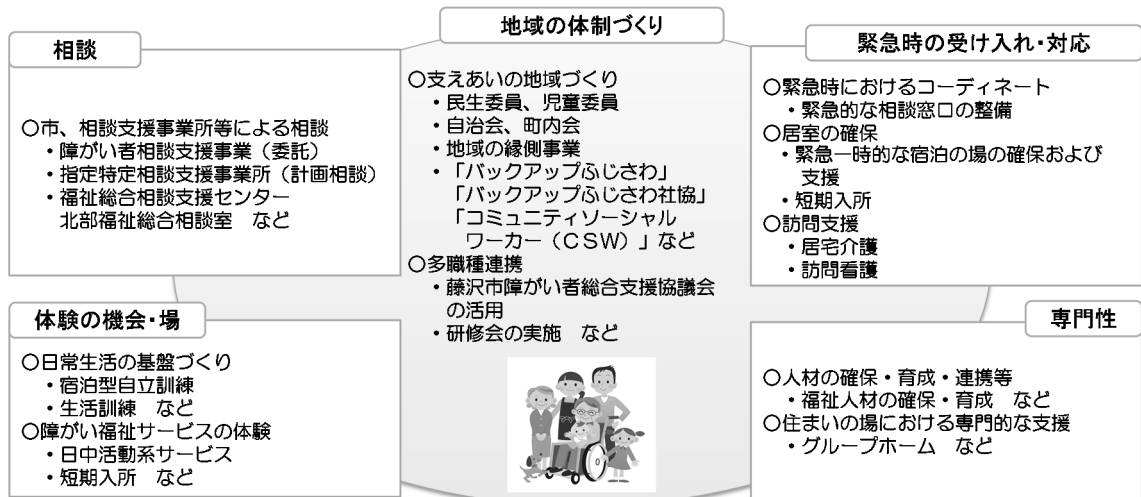 相談
○市、相談支援事業所等による相談
・障がい者相談支援事業（委託）
・指定特定相談支援事業所（計画相談）
・福祉総合相談支援センター
北部福祉総合相談室　など
地域の体制づくり
○支えあいの地域づくり
・民生委員、児童委員
・自治会、町内会
・地域の縁側事業
・「バックアップふじさわ」
「バックアップふじさわ社協」
「コミュニティソーシャル
ワーカー（ＣＳＷ）」など
○多職種連携
・藤沢市障がい者総合支援協議会
の活用
・研修会の実施　など
緊急時の受け入れ・対応
○緊急時におけるコーディネート
・緊急的な相談窓口の整備
○居室の確保
・緊急一時的な宿泊の場の確保および
支援
・短期入所
○訪問支援
・居宅介護
・訪問看護
体験の機会・場
○日常生活の基盤づくり
・宿泊型自立訓練
・生活訓練　など
○障がい福祉サービスの体験
・日中活動系サービス
・短期入所　など
専門性
○人材の確保・育成・連携等
・福祉人材の確保・育成　など
○住まいの場における専門的な支援
・グループホーム　など